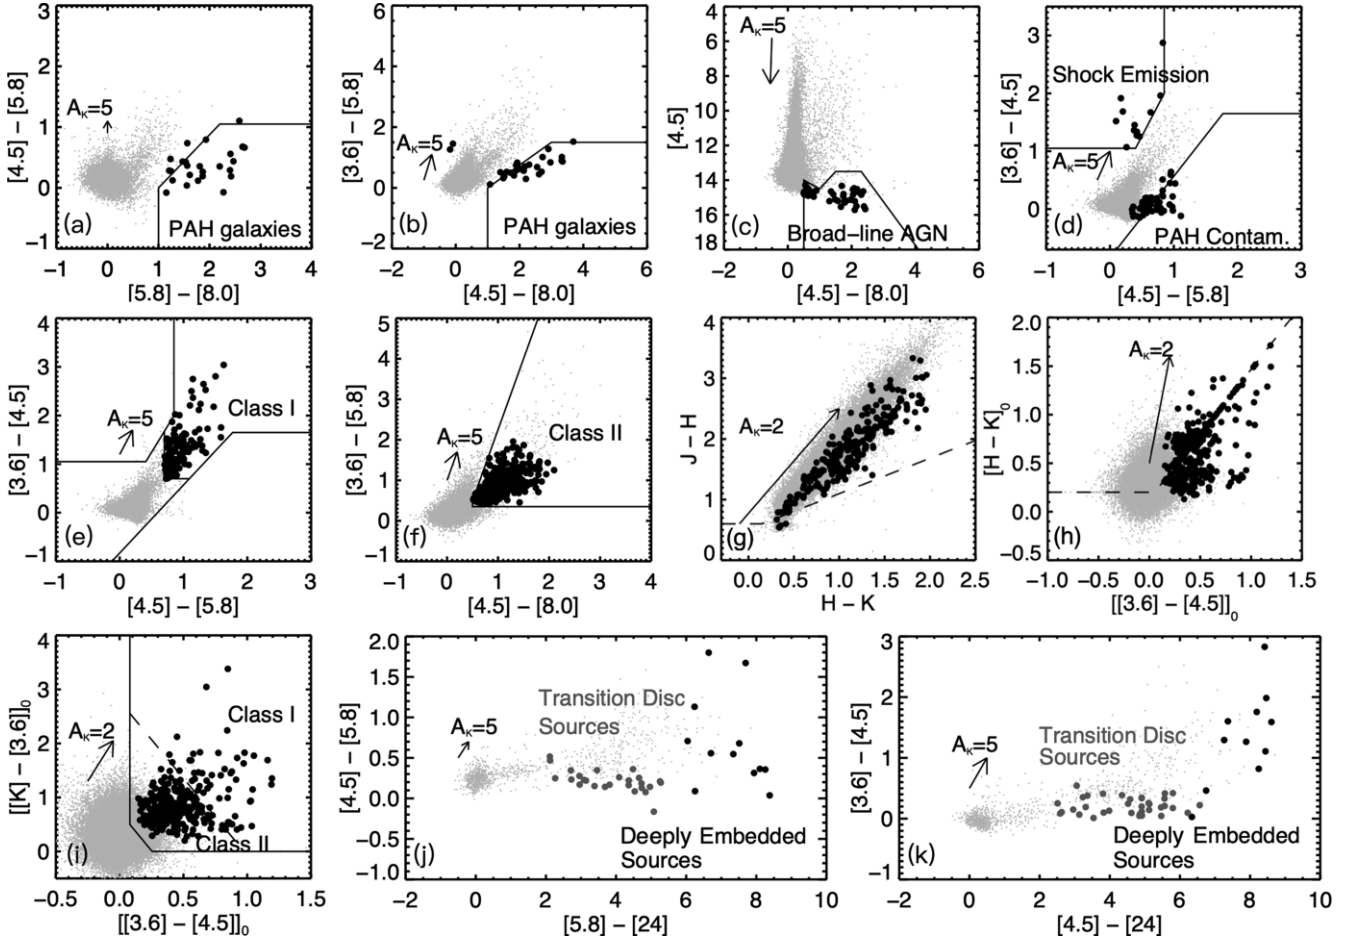 3
2
1
0
−1
[4.5] − [5.8]
A_K=5
(a)
PAH galaxies
−1 0 1 2 3 4
[5.8] − [8.0]
6
4
2
0
−2
[3.6] − [5.8]
A_K=5
(b)
PAH galaxies
−2 0 2 4 6
[4.5] − [8.0]
4
6
8
10
12
14
16
18
[4.5]
A_K=5
(c)
Broad−line AGN
−2 0 2 4 6
[4.5] − [8.0]
3
2
1
0
[3.6] − [4.5]
Shock Emission
A_K=5
(d)
PAH Contam.
−1 0 1 2 3
[4.5] − [5.8]
4
3
2
1
0
−1
[3.6] − [4.5]
A_K=5
Class I
(e)
−1 0 1 2 3
[4.5] − [5.8]
5
4
3
2
1
0
−1
[3.6] − [5.8]
A_K=5
Class II
(f)
−1 0 1 2 3 4
[4.5] − [8.0]
4
3
2
1
0
J − H
A_K=2
(g)
0.0 0.5 1.0 1.5 2.0 2.5
H − K
2.0
1.5
1.0
0.5
0.0
−0.5
[H − K]₀
A_K=2
(h)
−1.0 −0.5 0.0 0.5 1.0 1.5
[[3.6] − [4.5]]₀
4
3
2
1
0
[[K] − [3.6]]₀
A_K=2
Class I
Class II
(i)
−0.5 0.0 0.5 1.0 1.5
[[3.6] − [4.5]]₀
2.0
1.5
1.0
0.5
0.0
−0.5
−1.0
[4.5] − [5.8]
A_K=5
Transition Disc
Sources
(j)
Deeply Embedded
Sources
−2 0 2 4 6 8 10
[5.8] − [24]
3
2
1
0
−1
[3.6] − [4.5]
A_K=5
Transition Disc
Sources
(k)
Deeply Embedded
Sources
−2 0 2 4 6 8 10
[4.5] − [24]